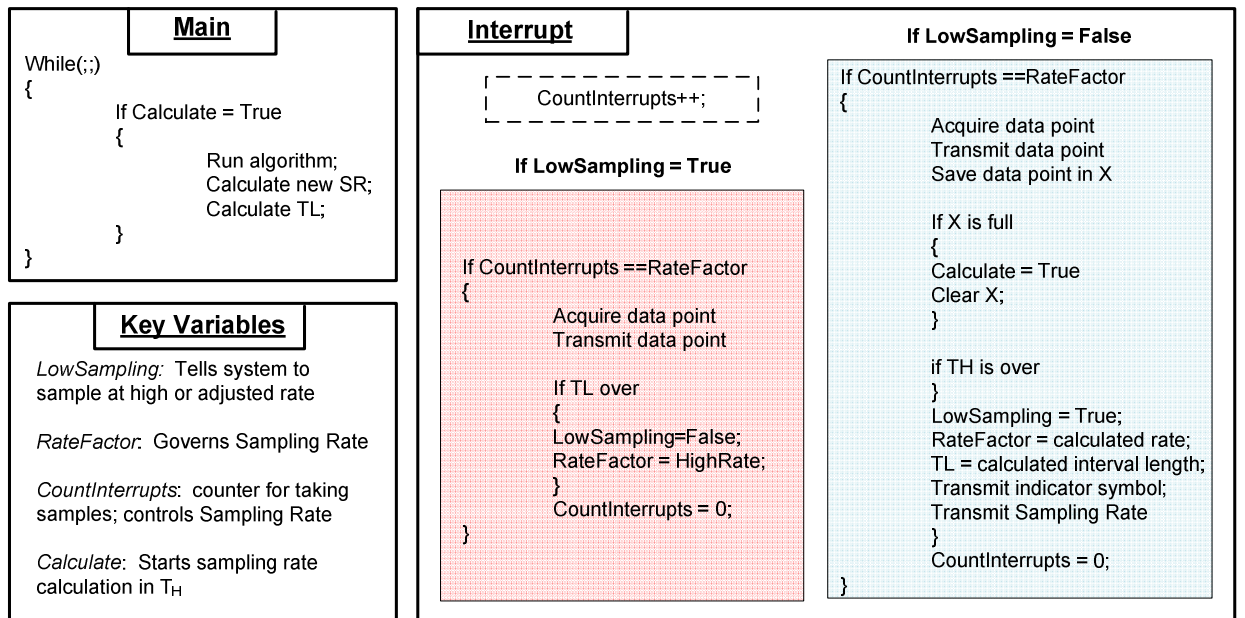 Main
While(;;)
{
If Calculate = True
{
Run algorithm;
Calculate new SR;
Calculate TL;
}
}
Key Variables
LowSampling: Tells system to
sample at high or adjusted rate
RateFactor: Governs Sampling Rate
CountInterrupts: counter for taking
samples; controls Sampling Rate
Calculate: Starts sampling rate
calculation in TH
Interrupt
CountInterrupts++;
If LowSampling = True
If CountInterrupts ==RateFactor
{
Acquire data point
Transmit data point
If TL over
{
LowSampling=False;
RateFactor = HighRate;
}
CountInterrupts = 0;
}
If LowSampling = False
If CountInterrupts ==RateFactor
{
Acquire data point
Transmit data point
Save data point in X
If X is full
{
Calculate = True
Clear X;
}
if TH is over
}
LowSampling = True;
RateFactor = calculated rate;
TL = calculated interval length;
Transmit indicator symbol;
Transmit Sampling Rate
}
CountInterrupts = 0;
}